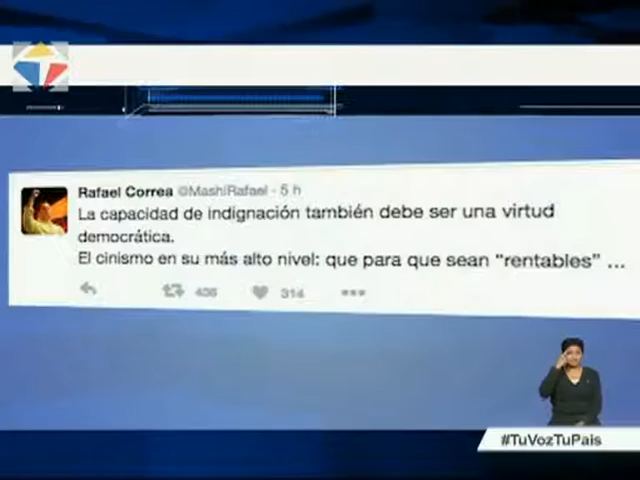 Rafael Correa @MashiRafael - 5 h
La capacidad de indignación también debe ser una virtud
democrática.
El cinismo en su más alto nivel: que para que sean "rentables" ...
436 314
#TuVozTuPais